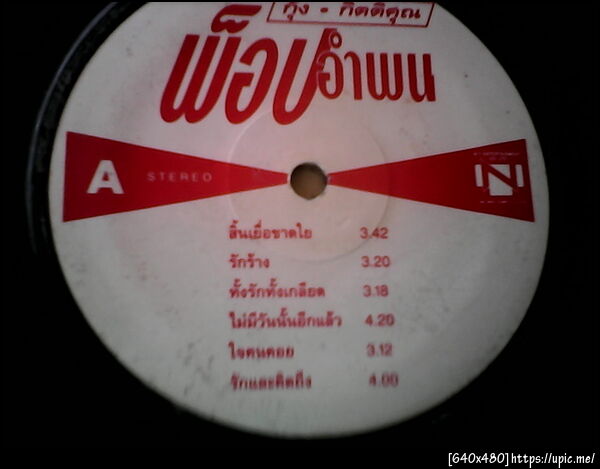 กุ้ง - กิตติคุณ
พ็อปอำพน
A STEREO
N
สิ้นเยื่อขาดใย 3.42
รักร้าง 3.20
ทั้งรักทั้งเกลียด 3.18
ไม่มีวันนั้นอีกแล้ว 4.20
ใจคนคอย 3.12
รักและคิดถึง 4.00
[640x480]https://upic.me/